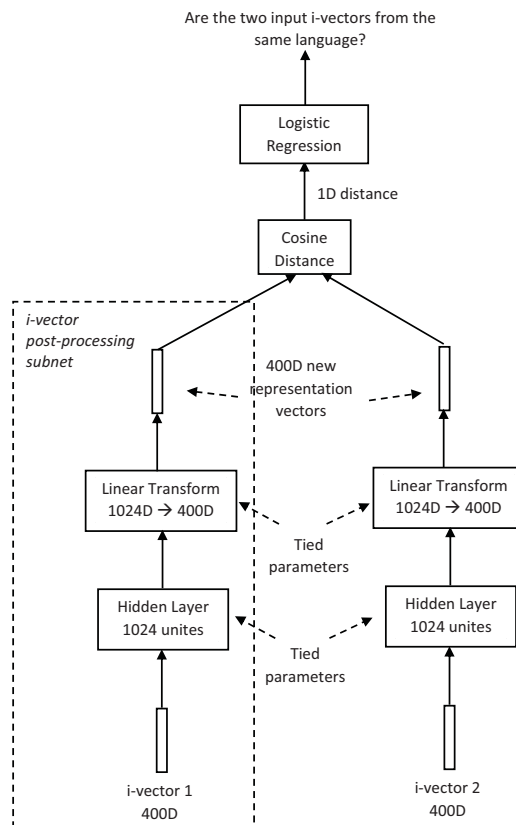 Are the two input i-vectors from the
same language?
Logistic
Regression
1D distance
Cosine
Distance
i-vector
post-processing
subnet
400D new
representation
vectors
Linear Transform
1024D → 400D
Linear Transform
1024D → 400D
Tied
parameters
Hidden Layer
1024 unites
Hidden Layer
1024 unites
Tied
parameters
i-vector 1
400D
i-vector 2
400D